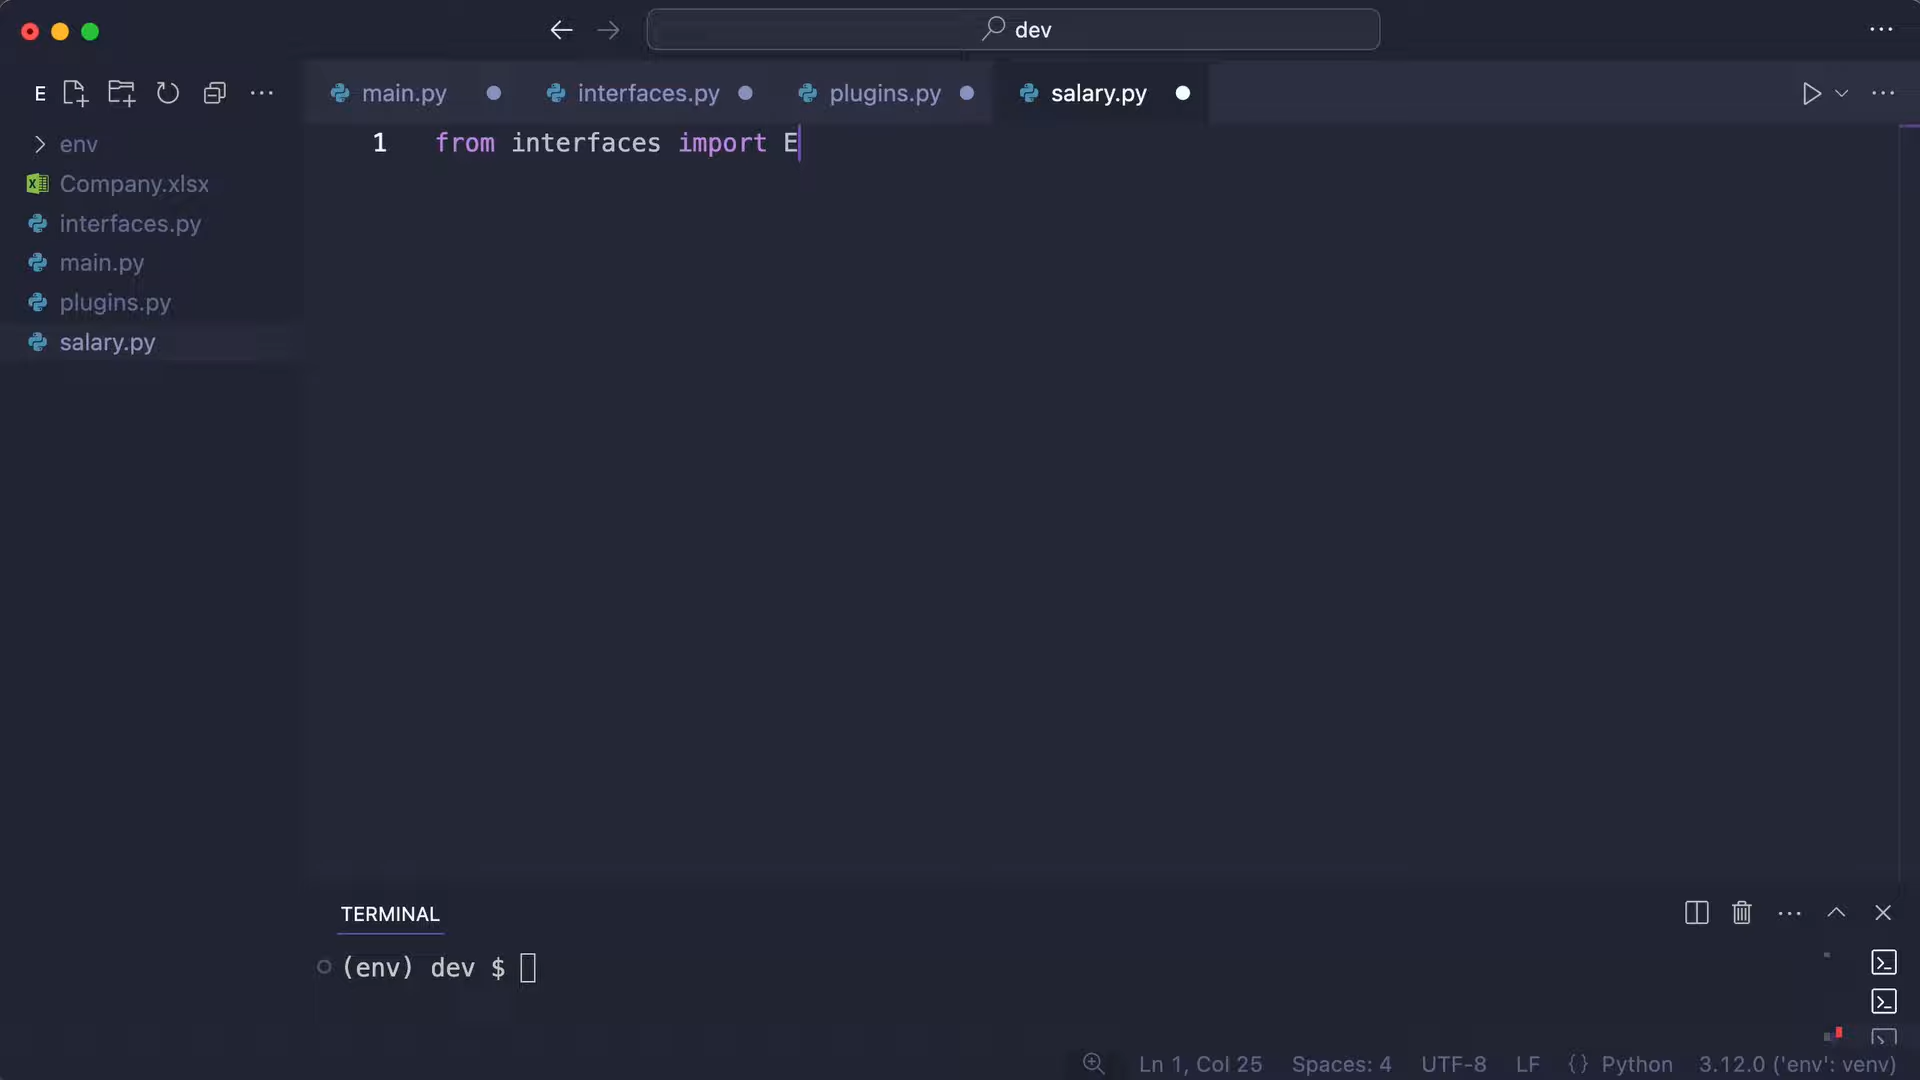 dev
E
main.py
interfaces.py
plugins.py
salary.py
env
Company.xlsx
interfaces.py
main.py
plugins.py
salary.py
1 from interfaces import E
TERMINAL
(env) dev $
Ln 1, Col 25 Spaces: 4 UTF-8 LF {} Python 3.12.0 ('env': venv)